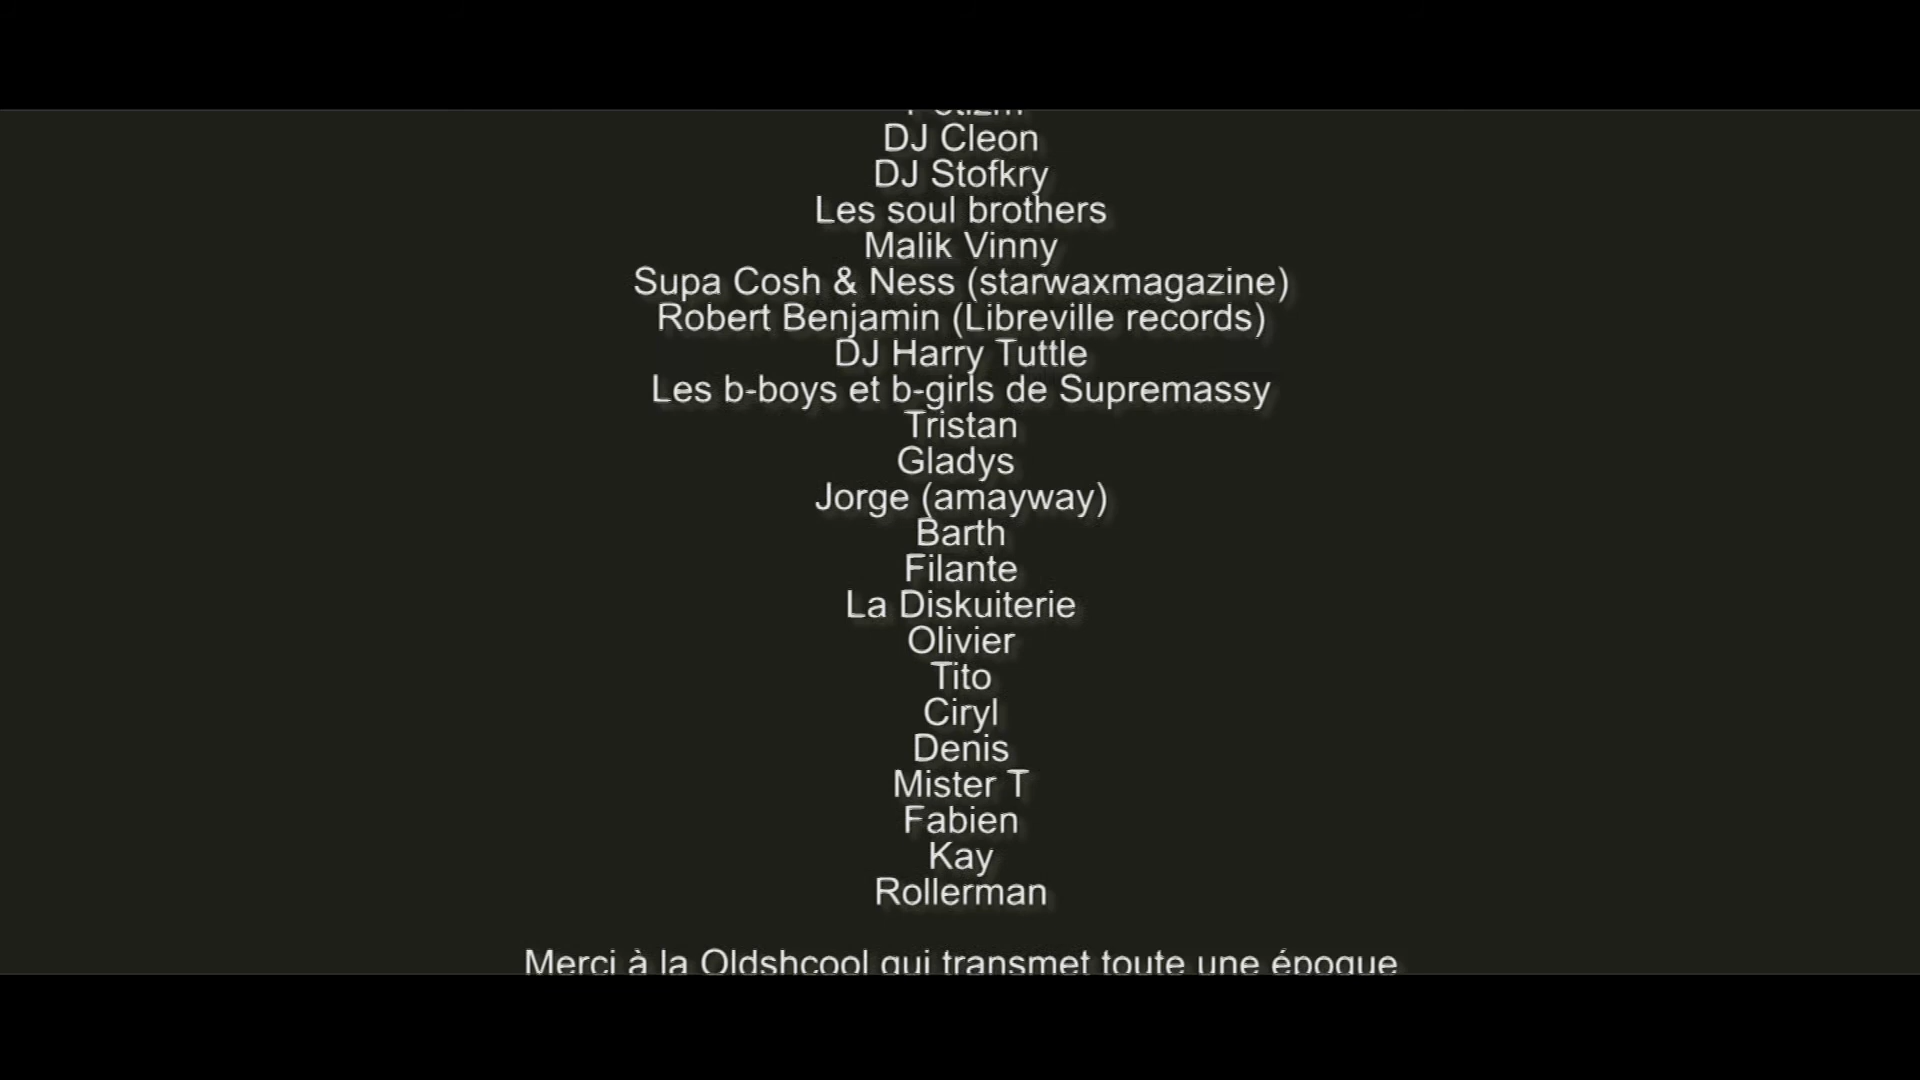 DJ Cleon
DJ Stofkry
Les soul brothers
Malik Vinny
Supa Cosh & Ness (starwaxmagazine)
Robert Benjamin (Libreville records)
DJ Harry Tuttle
Les b-boys et b-girls de Supremassy
Tristan
Gladys
Jorge (amayway)
Barth
Filante
La Diskuiterie
Olivier
Tito
Ciryl
Denis
Mister T
Fabien
Kay
Rollerman
Merci à la Oldshcool qui transmet toute une époque